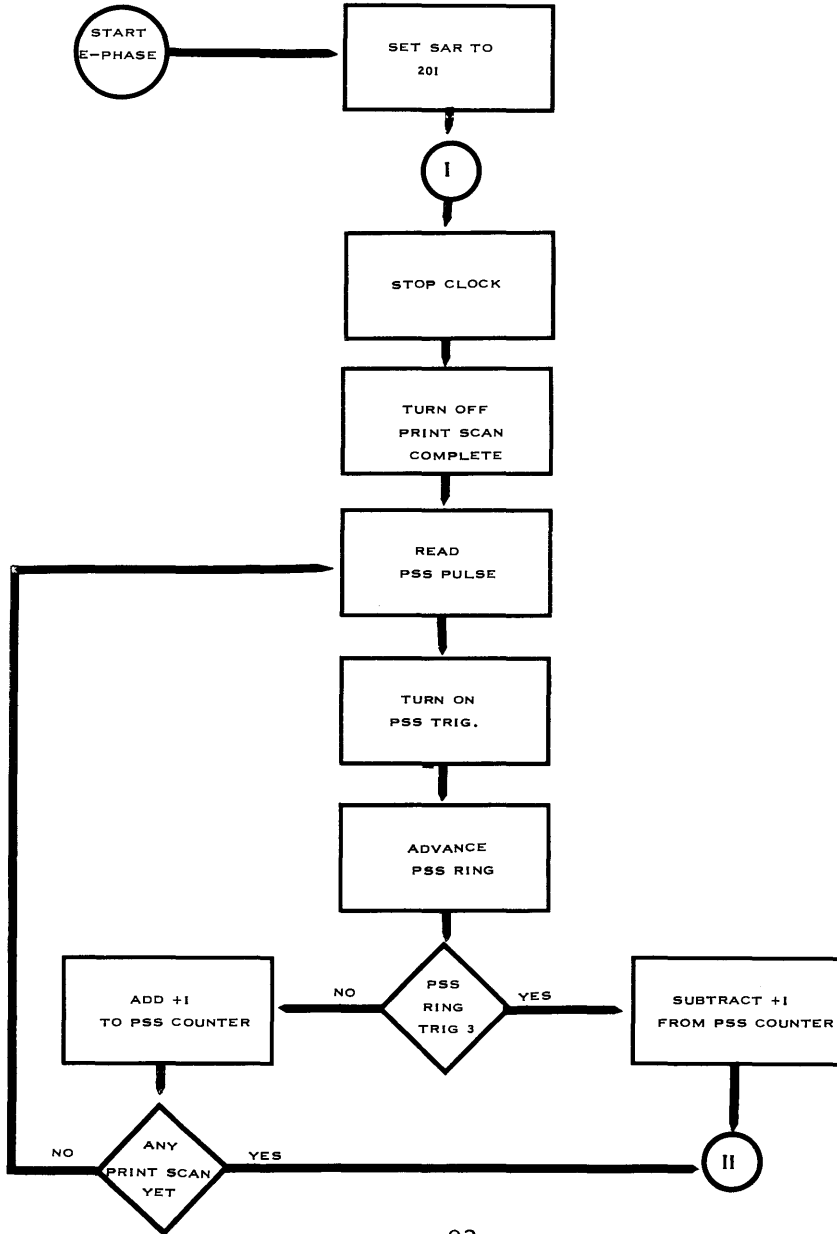 START
E-PHASE
SET SAR TO
201
I
STOP CLOCK
TURN OFF
PRINT SCAN
COMPLETE
READ
PSS PULSE
TURN ON
PSS TRIG.
ADVANCE
PSS RING
PSS
RING
TRIG 3
NO
YES
ADD +1
TO PSS COUNTER
SUBTRACT +1
FROM PSS COUNTER
ANY
PRINT SCAN
YET
NO
YES
II